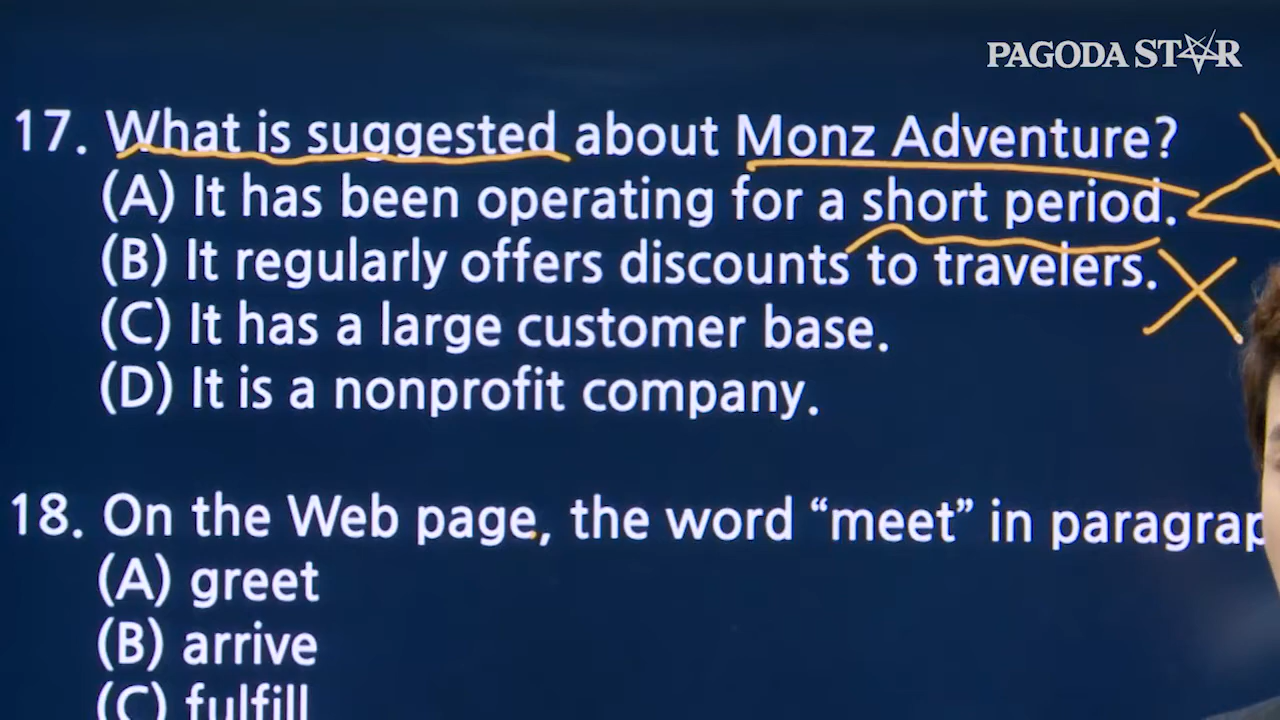 PAGODA STAR
17. What is suggested about Monz Adventure?
(A) It has been operating for a short period.
(B) It regularly offers discounts to travelers.
(C) It has a large customer base.
(D) It is a nonprofit company.
18. On the Web page, the word “meet” in
(A) greet
(B) arrive
(C) fulfill